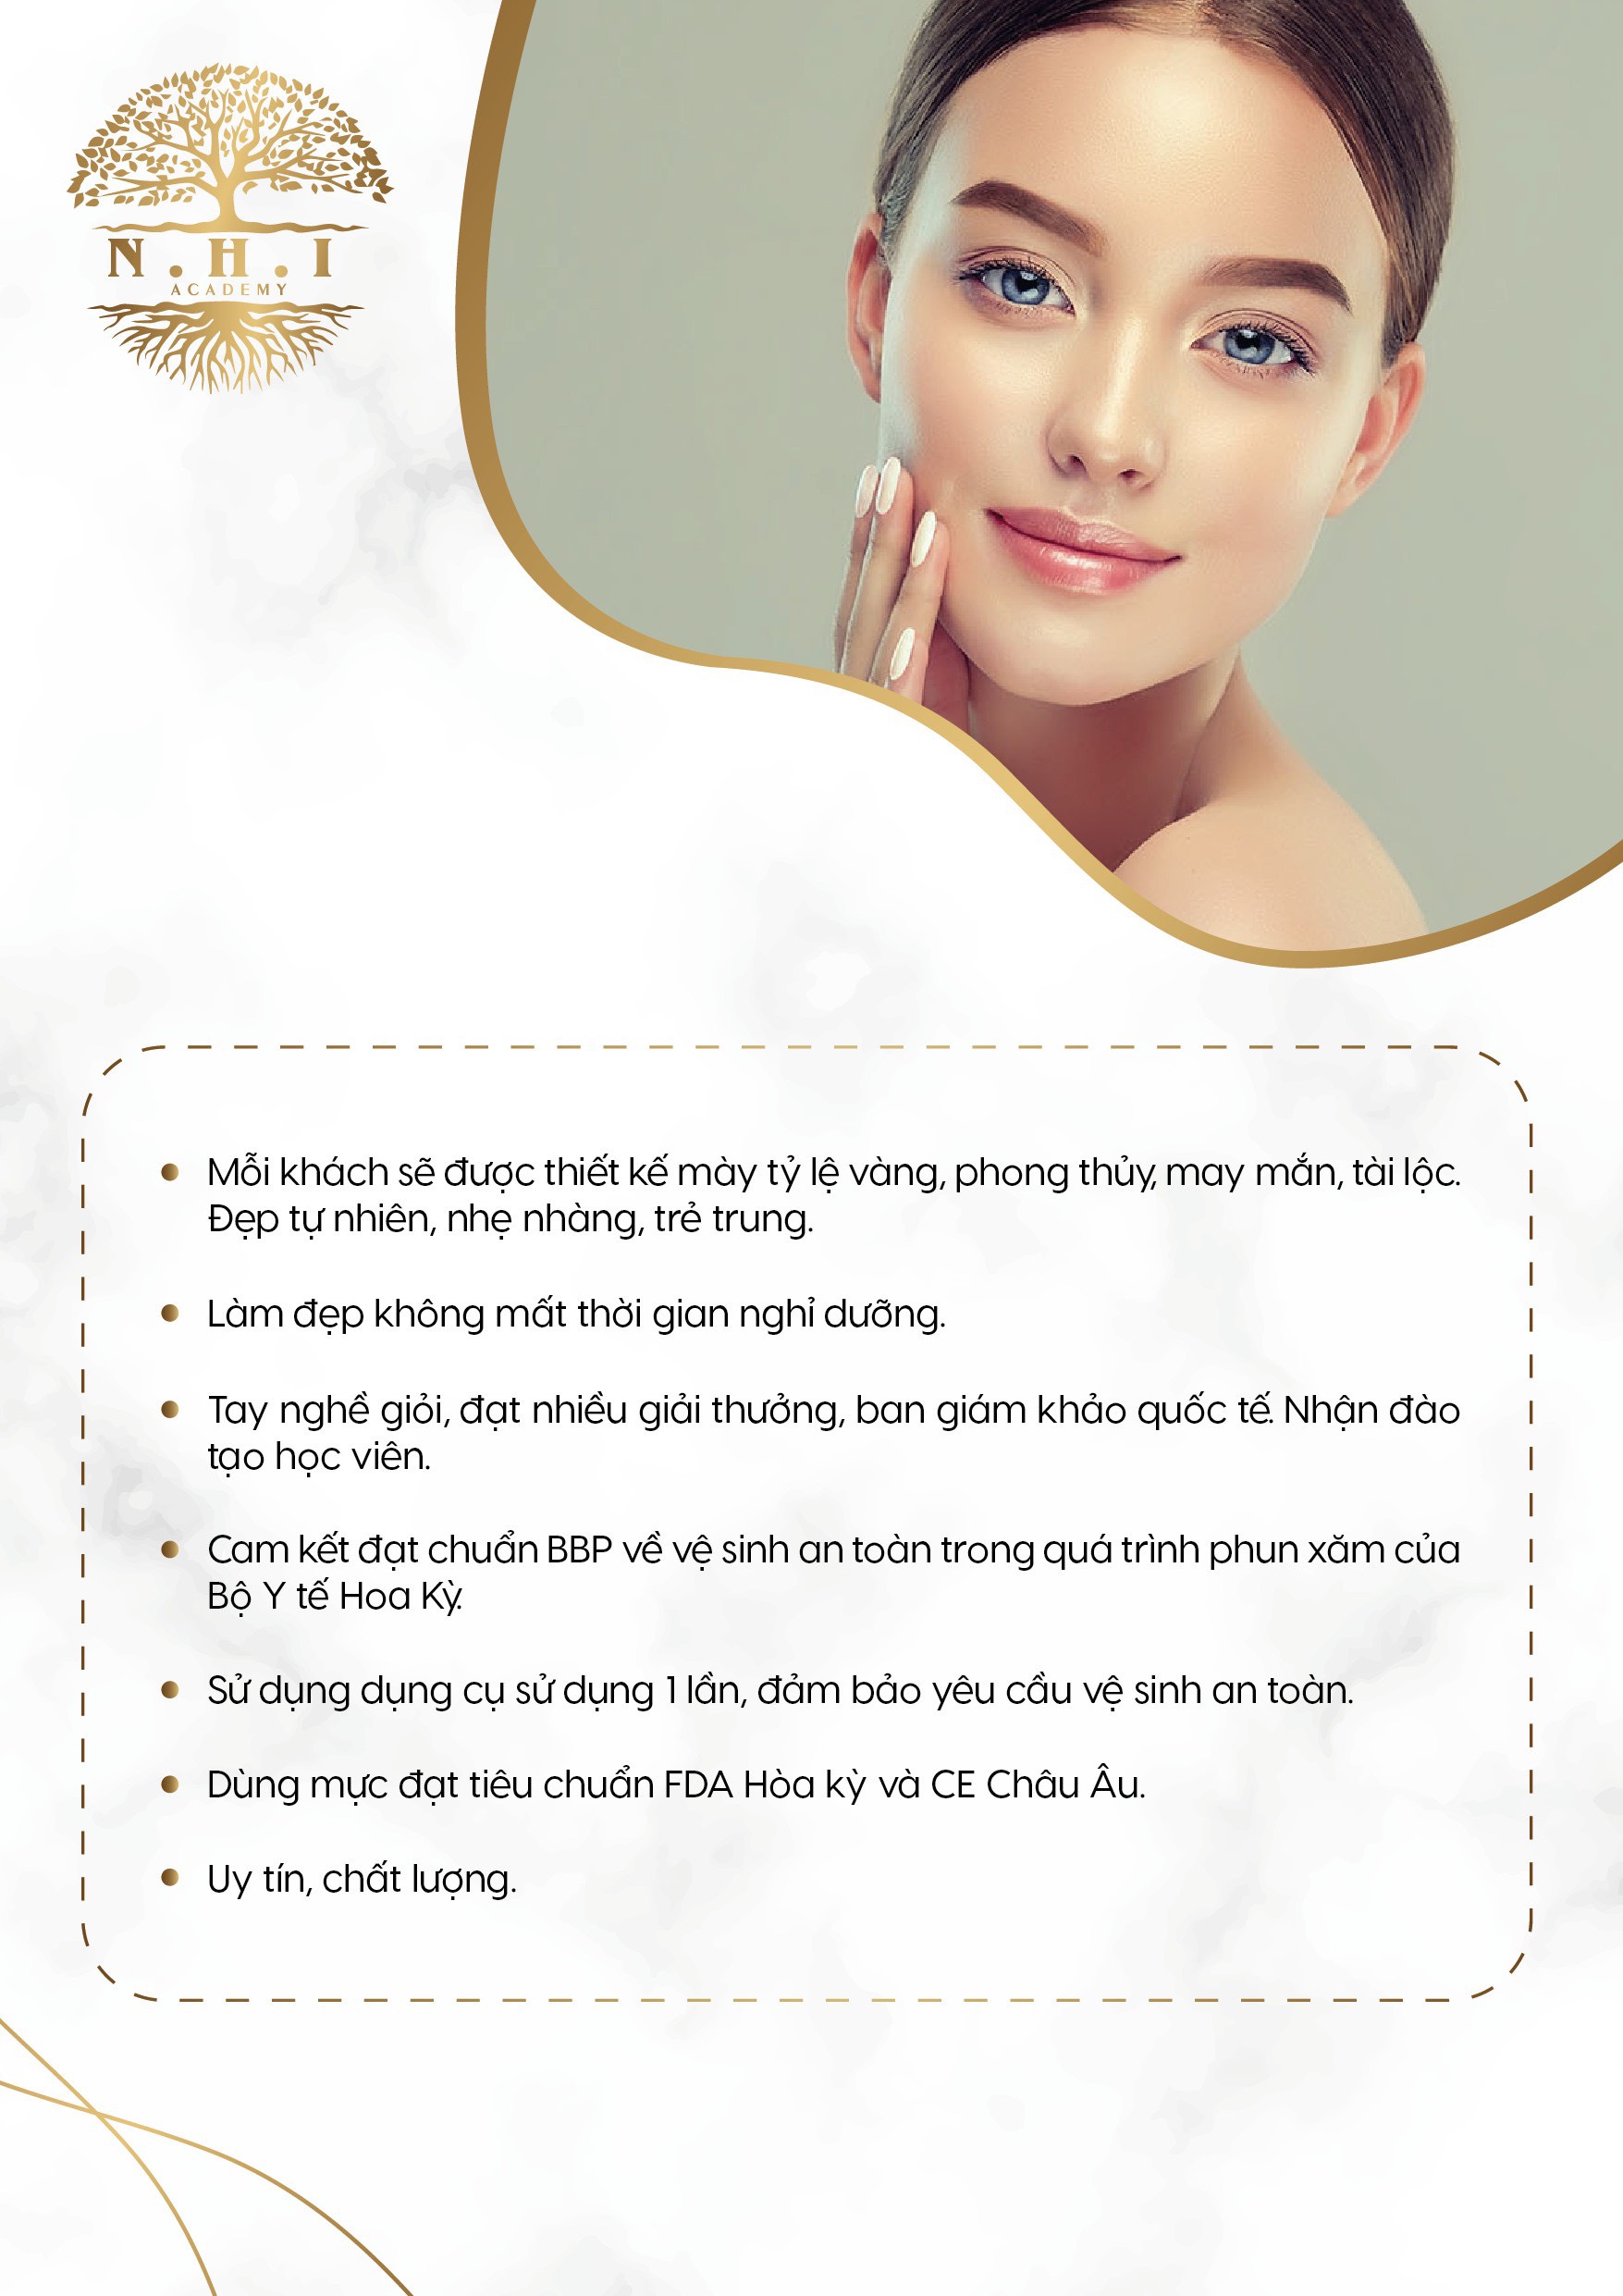 N.H.I
ACADEMY
Mỗi khách sẽ được thiết kế mày tỷ lệ vàng, phong thủy, may mắn, tài lộc.
Đẹp tự nhiên, nhẹ nhàng, trẻ trung.
Làm đẹp không mất thời gian nghỉ dưỡng.
Tay nghề giỏi, đạt nhiều giải thưởng, ban giám khảo quốc tế. Nhận đào
tạo học viên.
Cam kết đạt chuẩn BBP về vệ sinh an toàn trong quá trình phun xăm của
Bộ Y tế Hoa Kỳ.
Sử dụng dụng cụ sử dụng 1 lần, đảm bảo yêu cầu vệ sinh an toàn.
Dùng mực đạt tiêu chuẩn FDA Hòa kỳ và CE Châu Âu.
Uy tín, chất lượng.